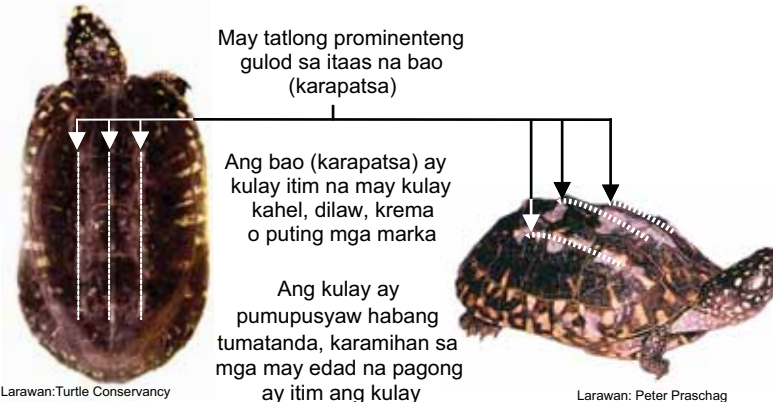 May tatlong prominenteng
gulod sa itaas na bao
(karapatsa)
Ang bao (karapatsa) ay
kulay itim na may kulay
kahel, dilaw, krema
o puting mga marka
Ang kulay ay
pumupusyaw habang
tumatanda, karamihan sa
mga may edad na pagong
ay itim ang kulay
Larawan:Turtle Conservancy
Larawan: Peter Praschag